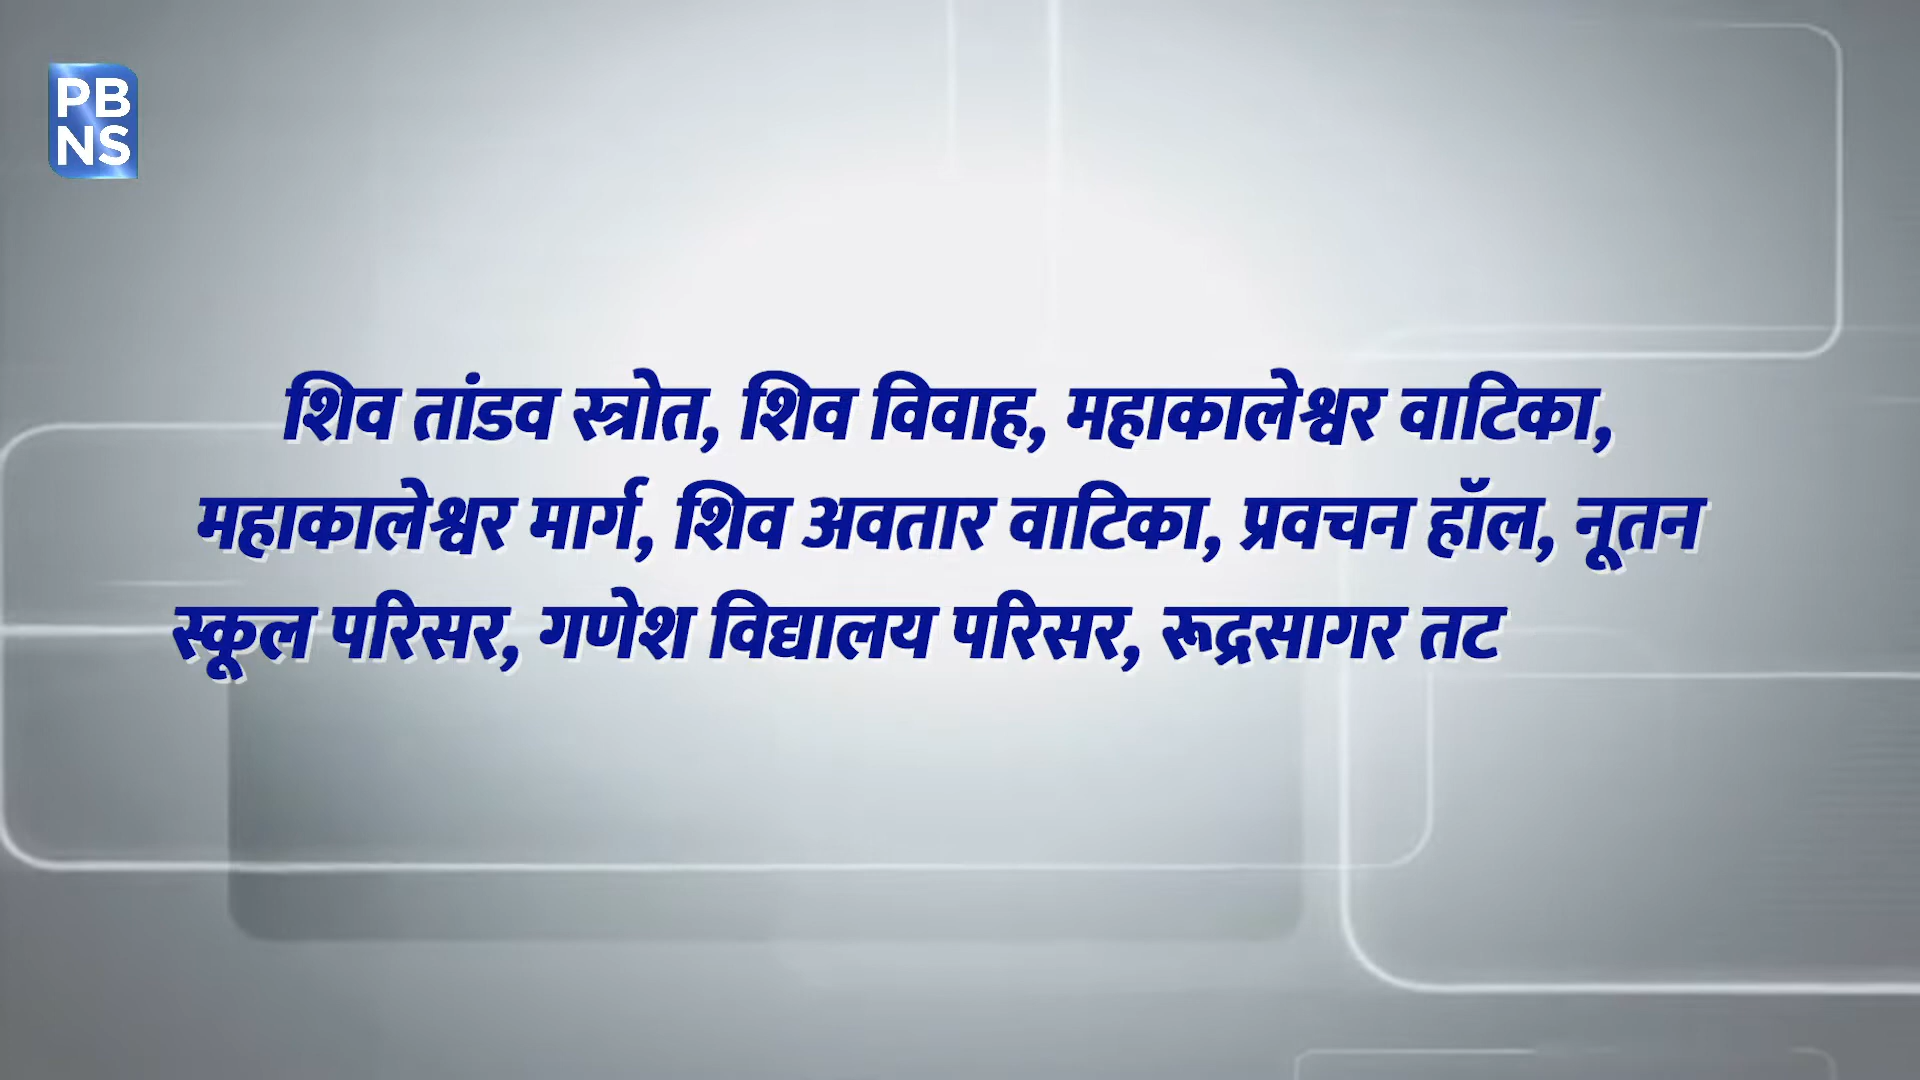 PB
NS
शिव तांडव स्त्रोत, शिव विवाह, महाकालेश्वर वाटिका,
महाकालेश्वर मार्ग, शिव अवतार वाटिका, प्रवचन हॉल, नूतन
स्कूल परिसर, गणेश विद्यालय परिसर, रूद्रसागर तट